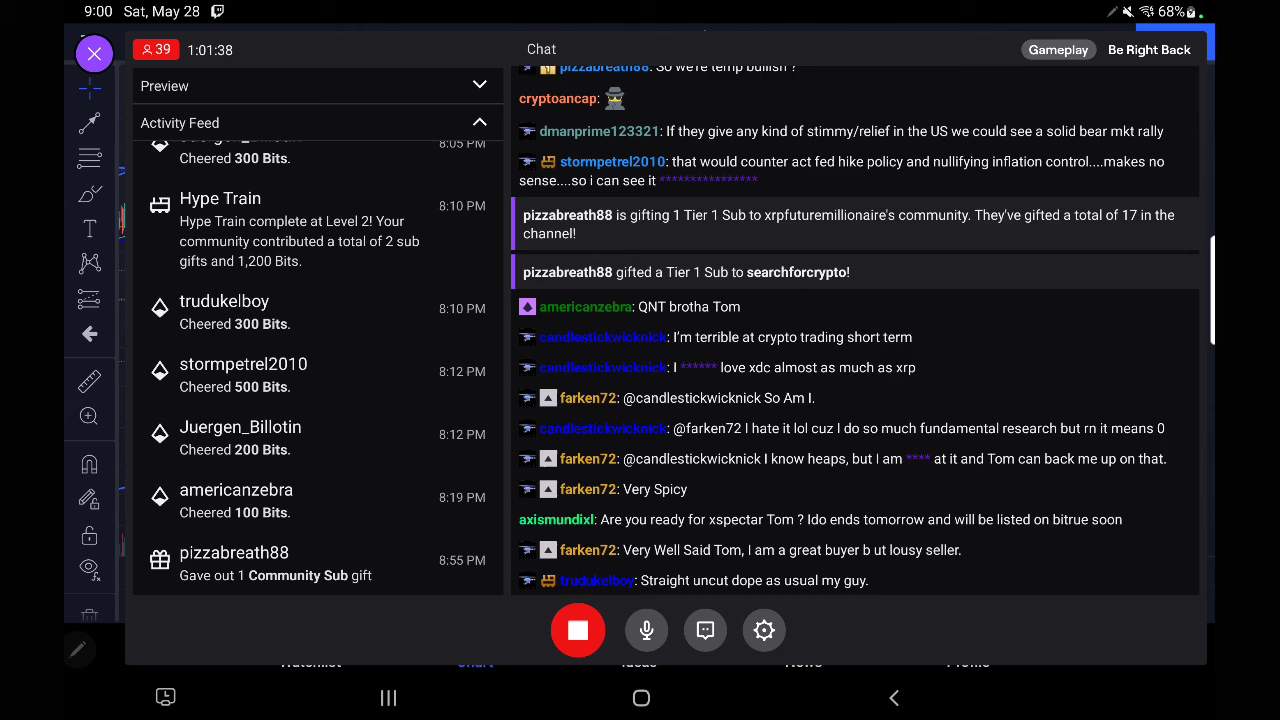 9:00 Sat, May 28
68%
39 1:01:38
Chat
Gameplay
Be Right Back
Preview
Activity Feed
Cheered 300 Bits.
8:05 PM
Hype Train
8:10 PM
Hype Train complete at Level 2! Your
community contributed a total of 2 sub
gifts and 1,200 Bits.
trudukelboy
8:10 PM
Cheered 300 Bits.
stormpetrel2010
8:12 PM
Cheered 500 Bits.
Juergen_Billotin
8:12 PM
Cheered 200 Bits.
americanzebra
8:19 PM
Cheered 100 Bits.
pizzabreath88
8:55 PM
Gave out 1 Community Sub gift
pizzabreath88: So we're temp bullish ?
cryptoancap:
dmanprime123321: If they give any kind of stimmy/relief in the US we could see a solid bear mkt rally
stormpetrel2010: that would counter act fed hike policy and nullifying inflation control....makes no
sense....so i can see it ***************
pizzabreath88 is gifting 1 Tier 1 Sub to xrpfuturmillionaire's community. They've gifted a total of 17 in the
channel!
pizzabreath88 gifted a Tier 1 Sub to searchforcrypto!
americanzebra: QNT brotha Tom
candlestickwicknick: I'm terrible at crypto trading short term
candlestickwicknick: I ****** love xdc almost as much as xrp
farken72: @candlestickwicknick So Am I.
candlestickwicknick: @farken72 I hate it lol cuz I do so much fundamental research but rn it means 0
farken72: @candlestickwicknick I know heaps, but I am **** at it and Tom can back me up on that.
farken72: Very Spicy
axismundixl: Are you ready for xspectar Tom ? Ido ends tomorrow and will be listed on bitrue soon
farken72: Very Well Said Tom, I am a great buyer b ut lousy seller.
trudukelboy: Straight uncut dope as usual my guy.
Watchlist
Chart
Ideas
News
Profile